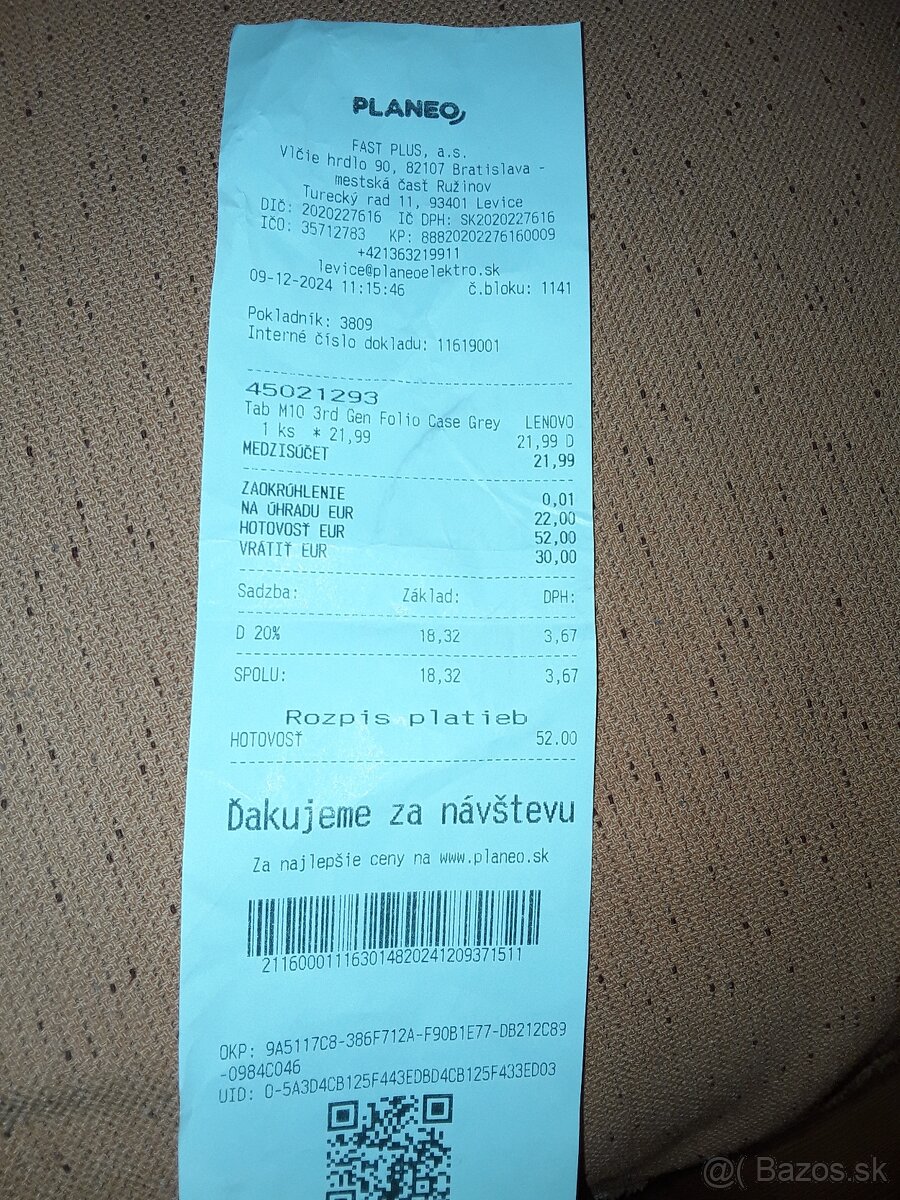 PLANEO
FAST PLUS, a.s.
Vlčie hrdlo 90, 82107 Bratislava -
mestská časť Ružinov
Turecký rad 11, 93401 Levice
DIČ: 2020227616 IČ DPH: SK2020227616
IČO: 35712783 KP: 88820202276160009
+421363219911
levice@planeoelektro.sk
09-12-2024 11:15:46 č.bloku: 1141
Pokladník: 3809
Interné číslo dokladu: 11619001
45021293
Tab M10 3rd Gen Folio Case Grey LENOVO
1 ks * 21,99 21,99 D
MEDZISÚČET 21,99
ZAOKRÚHLENIE 0,01
NA ÚHRADU EUR 22,00
HOTOVOSŤ EUR 52,00
VRÁTIŤ EUR 30,00
Sadzba: Základ: DPH:
D 20% 18,32 3,67
SPOLU: 18,32 3,67
Rozpis platieb
HOTOVOSŤ 52.00
Ďakujeme za návštevu
Za najlepšie ceny na www.planeo.sk
2116000111630148202412093715​11
OKP: 9A5117C8-386F712A-F90B1E77-DB212C89
-0984C046
UID: O-5A3D4CB125F443EDBD4CB125F433ED03
@( Bazos.sk